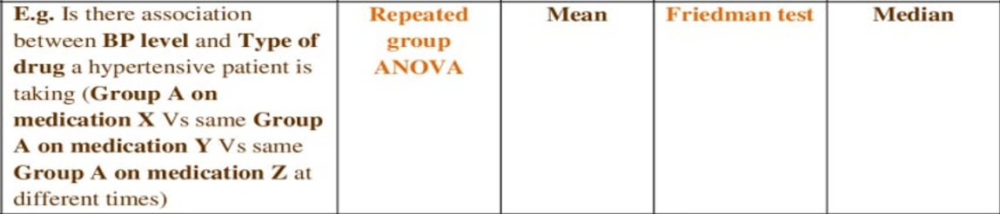 E.g. Is there association
between BP level and Type of
drug a hypertensive patient is
taking (Group A on
medication X Vs same Group
A on medication Y Vs same
Group A on medication Z at
different times)
Repeated
group
ANOVA
Mean
Friedman test
Median